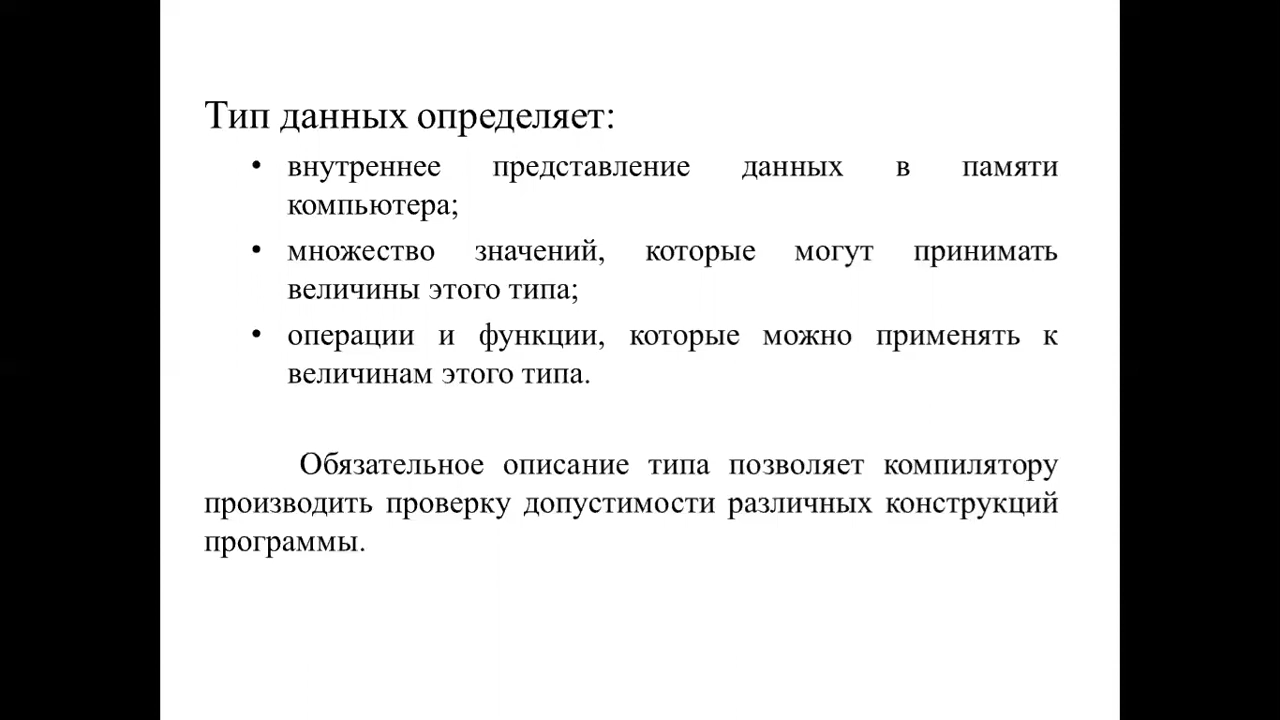 Тип данных определяет:
• внутреннее представление данных в памяти
компьютера;
• множество значений, которые могут принимать
величины этого типа;
• операции и функции, которые можно применять к
величинам этого типа.
Обязательное описание типа позволяет компилятору
производить проверку допустимости различных конструкций
программы.